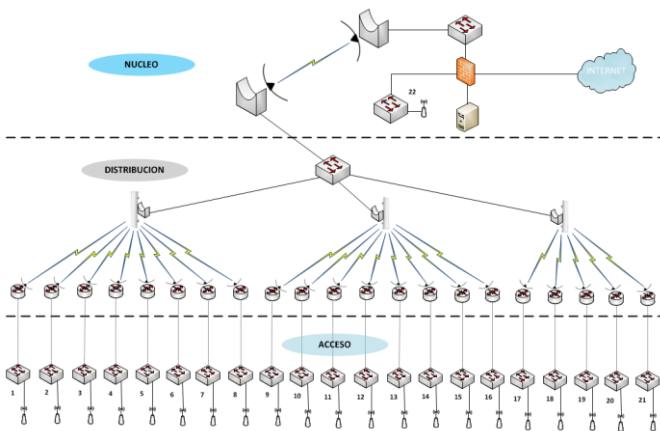 NUCLEO
INTERNET
22
DISTRIBUCION
ACCESO
1 2 3 4 5 6 7 8 9 10 11 12 13 14 15 16 17 18 19 20 21